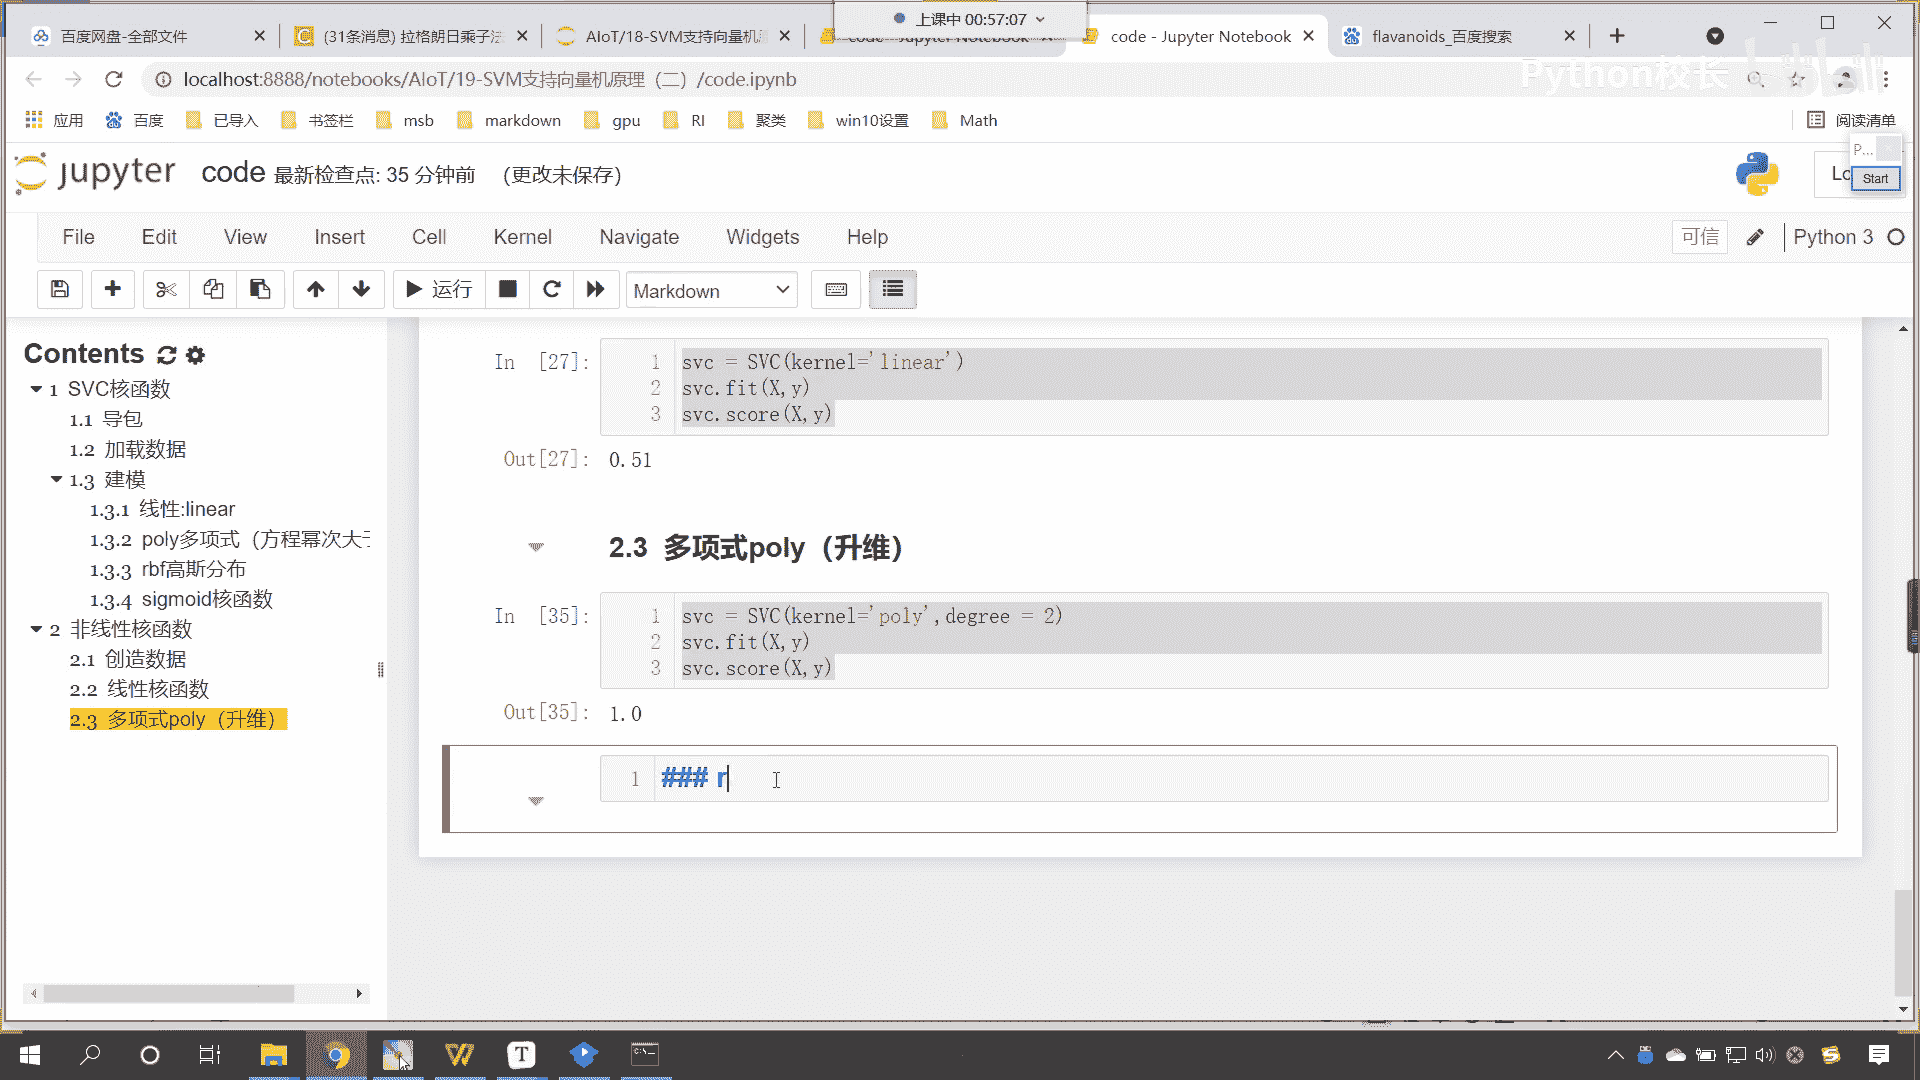 上课中 00:57:07
百度网盘-全部文件
(31条消息) 拉格朗日乘子法
AIoT/18-SVM支持向量机原
code - Jupyter Notebook
code - Jupyter Notebook
flavanoids_百度搜索
localhost:8888/notebooks/AIoT/19-SVM支持向量机原理（二）/code.ipynb
Python校长
应用
百度
已导入
书签栏
msb
markdown
gpu
RI
聚类
win10设置
Math
阅读清单
P...
Start
jupyter
code 最新检查点: 35 分钟前 (更改未保存)
Lo
File
Edit
View
Insert
Cell
Kernel
Navigate
Widgets
Help
可信
Python 3
运行
Markdown
Contents
1 SVC核函数
1.1 导包
1.2 加载数据
1.3 建模
1.3.1 线性:linear
1.3.2 poly多项式（方程幂次大于
1.3.3 rbf高斯分布
1.3.4 sigmoid核函数
2 非线性核函数
2.1 创造数据
2.2 线性核函数
2.3 多项式poly（升维）
In [27]:
1 svc = SVC(kernel='linear')
2 svc.fit(X,y)
3 svc.score(X,y)
Out[27]: 0.51
2.3 多项式poly（升维）
In [35]:
1 svc = SVC(kernel='poly',degree = 2)
2 svc.fit(X,y)
3 svc.score(X,y)
Out[35]: 1.0
1 ### r